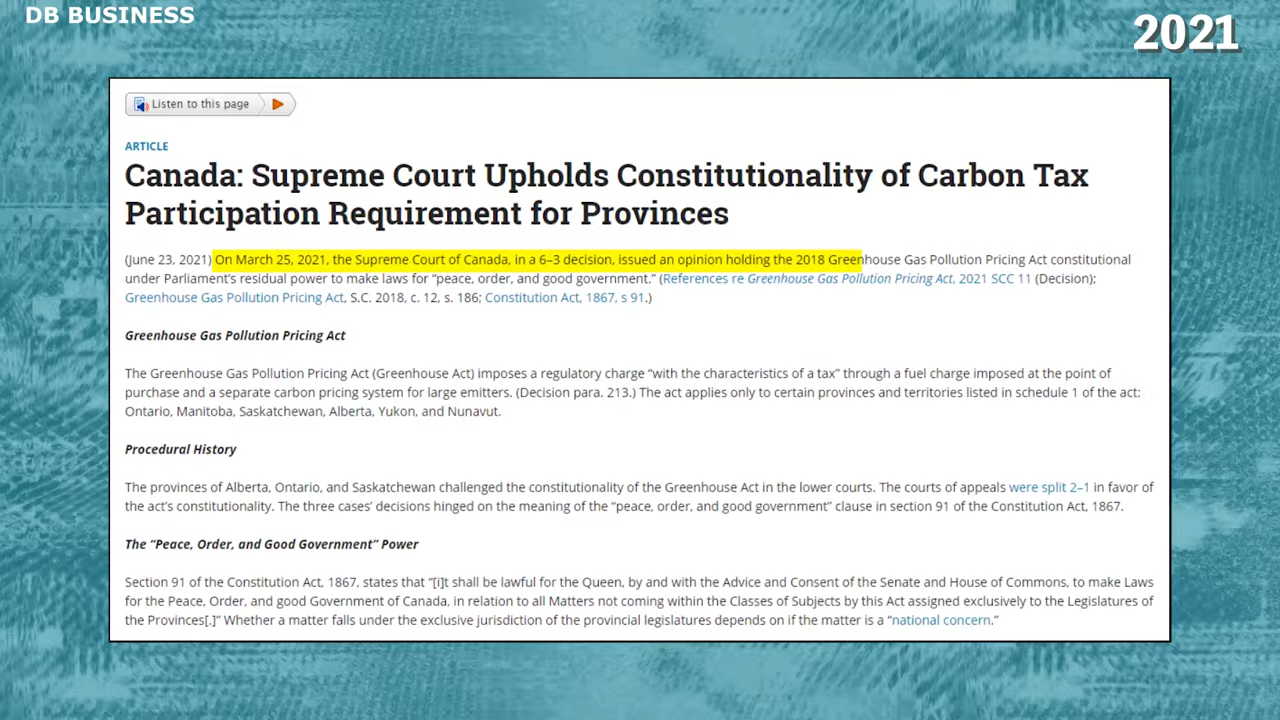 DB BUSINESS
2021
Listen to this page
ARTICLE
Canada: Supreme Court Upholds Constitutionality of Carbon Tax
Participation Requirement for Provinces
(June 23, 2021) On March 25, 2021, the Supreme Court of Canada, in a 6–3 decision, issued an opinion holding the 2018 Greenhouse Gas Pollution Pricing Act constitutional
under Parliament’s residual power to make laws for “peace, order, and good government.” (References re Greenhouse Gas Pollution Pricing Act, 2021 SCC 11 (Decision);
Greenhouse Gas Pollution Pricing Act, S.C. 2018, c. 12, s. 186; Constitution Act, 1867, s 91.)
Greenhouse Gas Pollution Pricing Act
The Greenhouse Gas Pollution Pricing Act (Greenhouse Act) imposes a regulatory charge “with the characteristics of a tax” through a fuel charge imposed at the point of
purchase and a separate carbon pricing system for large emitters. (Decision para. 213.) The act applies only to certain provinces and territories listed in schedule 1 of the act:
Ontario, Manitoba, Saskatchewan, Alberta, Yukon, and Nunavut.
Procedural History
The provinces of Alberta, Ontario, and Saskatchewan challenged the constitutionality of the Greenhouse Act in the lower courts. The courts of appeals were split 2–1 in favor of
the act’s constitutionality. The three cases’ decisions hinged on the meaning of the “peace, order, and good government” clause in section 91 of the Constitution Act, 1867.
The “Peace, Order, and Good Government” Power
Section 91 of the Constitution Act, 1867, states that “[i]t shall be lawful for the Queen, by and with the Advice and Consent of the Senate and House of Commons, to make Laws
for the Peace, Order, and good Government of Canada, in relation to all Matters not coming within the Classes of Subjects by this Act assigned exclusively to the Legislatures of
the Provinces[.]” Whether a matter falls under the exclusive jurisdiction of the provincial legislatures depends on if the matter is a “national concern.”